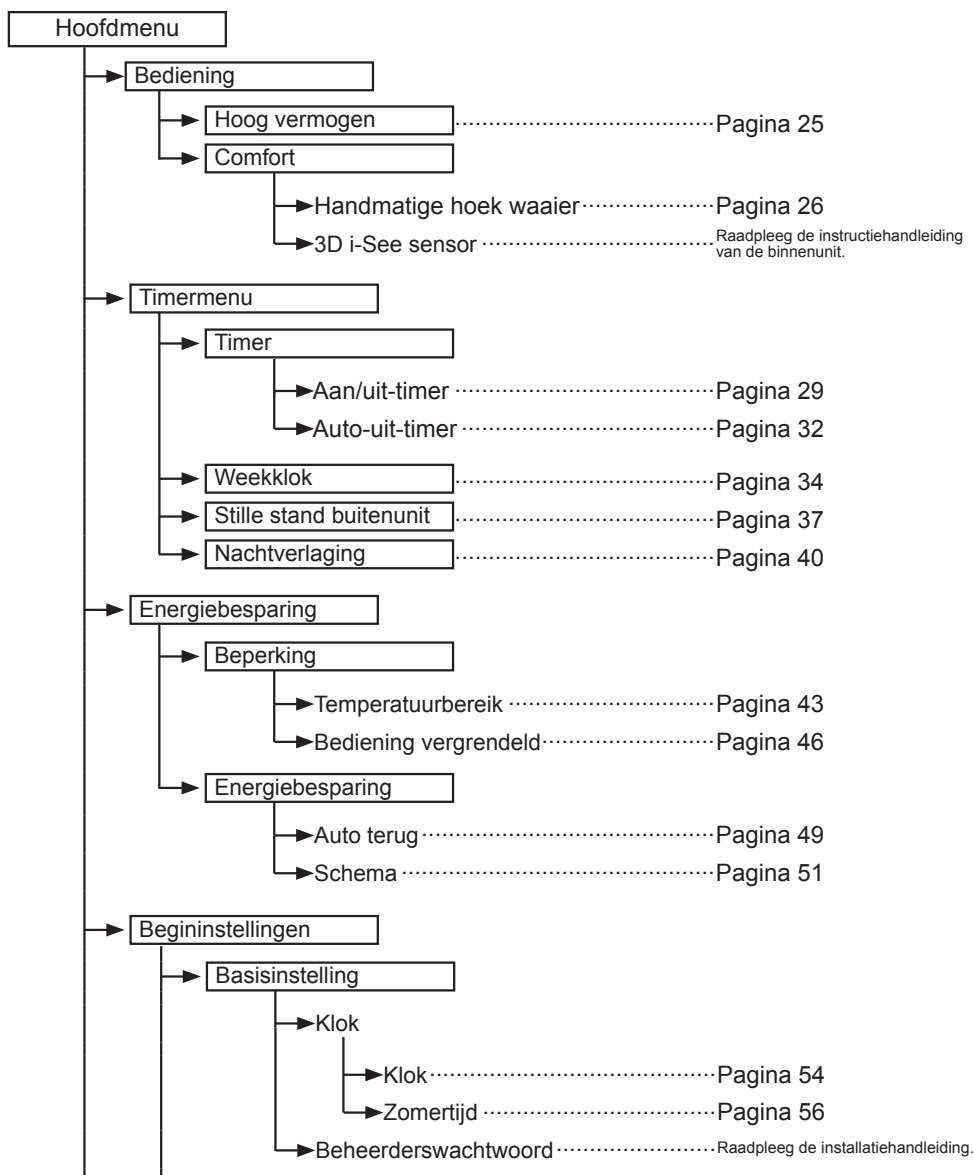 Hoofdmenu
Bediening
Hoog vermogen Pagina 25
Comfort
Handmatige hoek waaier Pagina 26
3D i-See sensor Raadpleeg de instructiehandleiding
van de binnenunit.
Timermenu
Timer
Aan/uit-timer Pagina 29
Auto-uit-timer Pagina 32
Weekklok Pagina 34
Stille stand buitenunit Pagina 37
Nachtverlaging Pagina 40
Energiebesparing
Beperking
Temperatuurbereik Pagina 43
Bediening vergrendeld Pagina 46
Energiebesparing
Auto terug Pagina 49
Schema Pagina 51
Begininstellingen
Basisinstelling
Klok
Klok Pagina 54
Zomertijd Pagina 56
Beheerderswachtwoord Raadpleeg de installatiehandleiding.